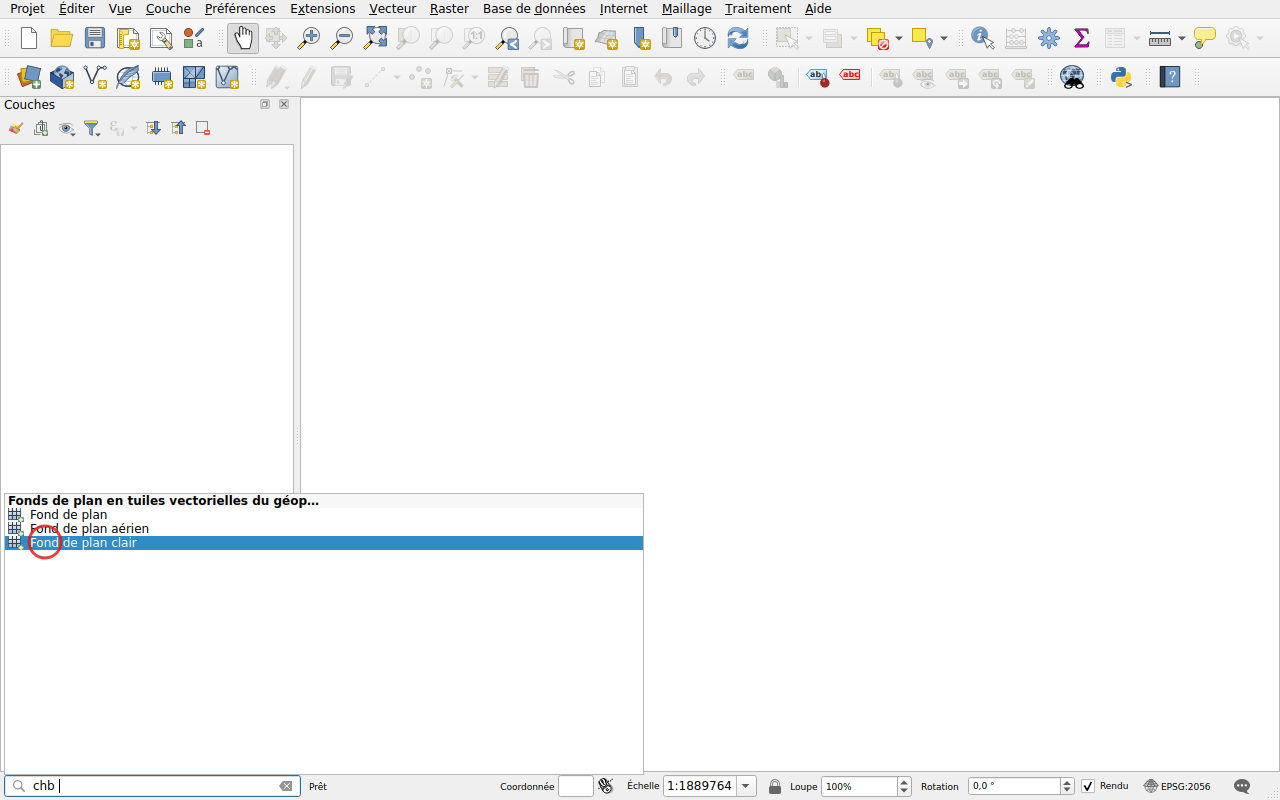 Projet Éditer Vue Couche Préférences Extensions Vecteur Raster Base de données Internet Maillage Traitement Aide
Couches
Fonds de plan en tuiles vectorielles du géop...
Fond de plan
Fond de plan aérien
Fond de plan clair
chb
Prêt
Coordonnée
Échelle 1:1889764
Loupe 100%
Rotation 0,0 °
Rendu
EPSG:2056